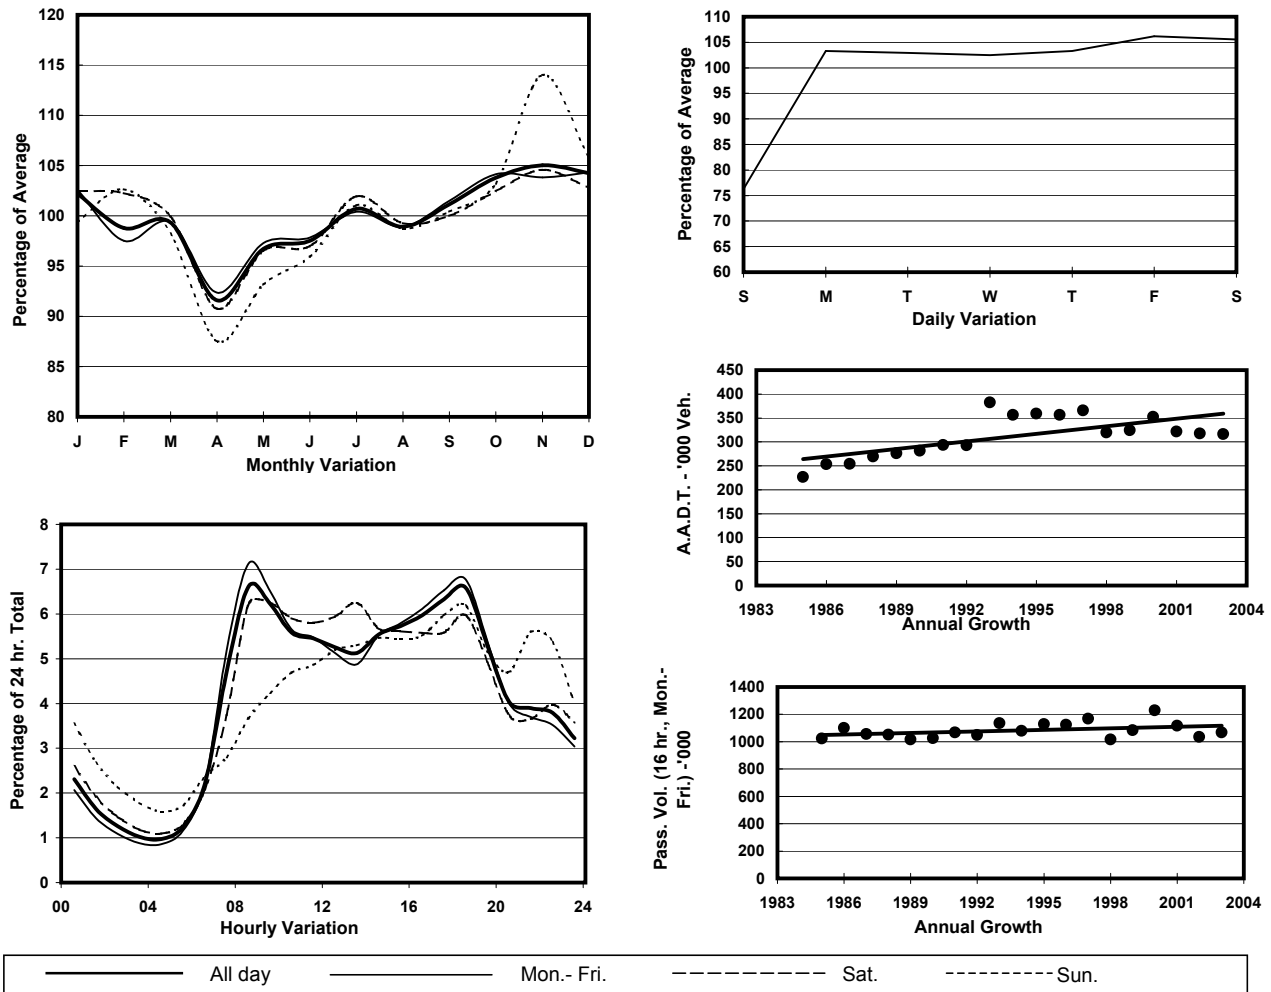 120
115
110
105
100
95
90
85
80
Percentage of Average
J F M A M J J A S O N D
Monthly Variation
110
105
100
95
90
85
80
75
70
65
60
Percentage of Average
S M T W T F S
Daily Variation
450
400
350
300
250
200
150
100
50
0
A.A.D.T. - '000 Veh.
1983 1986 1989 1992 1995 1998 2001 2004
Annual Growth
8
7
6
5
4
3
2
1
0
Percentage of 24 hr. Total
00 04 08 12 16 20 24
Hourly Variation
1400
1200
1000
800
600
400
200
0
Pass. Vol. (16 hr., Mon.-
Fri.) -'000
1983 1986 1989 1992 1995 1998 2001 2004
Annual Growth
All day Mon.- Fri. Sat. Sun.